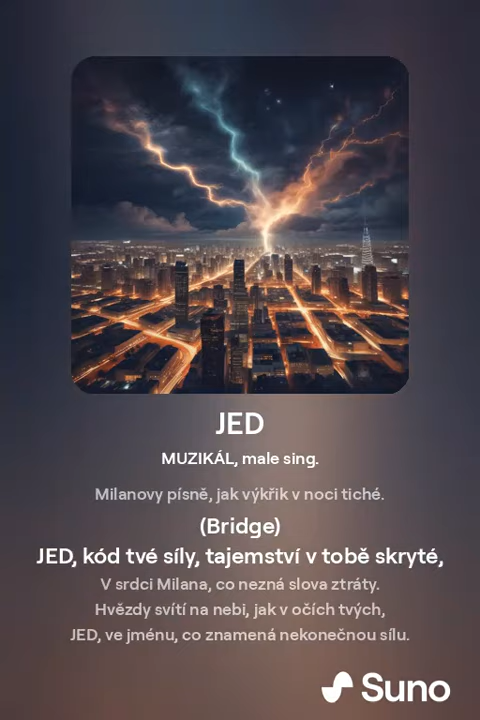 JED
MUZIKÁL, male sing.
Milanovy písně, jak výkřik v noci tiché.
(Bridge)
JED, kód tvé síly, tajemství v tobě skryté,
V srdci Milana, co nezná slova ztráty.
Hvězdy svítí na nebi, jak v očích tvých,
JED, ve jménu, co znamená nekonečnou sílu.
Suno